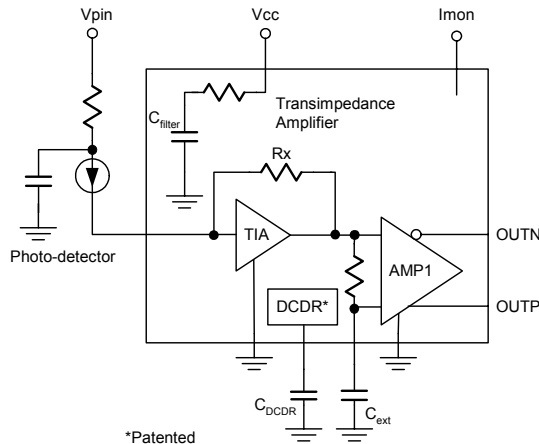 Vpin
Vcc
Imon
Cfilter
Transimpedance
Amplifier
Rx
TIA
AMP1
OUTN
OUTP
Photo-detector
DCDR*
CDCDR
Cext
*Patented